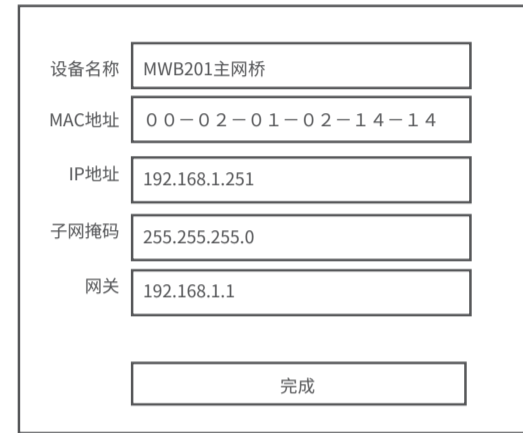 设备名称 MWB201主网桥
MAC地址 00－02－01－02－14－14
IP地址 192.168.1.251
子网掩码 255.255.255.0
网关 192.168.1.1
完成